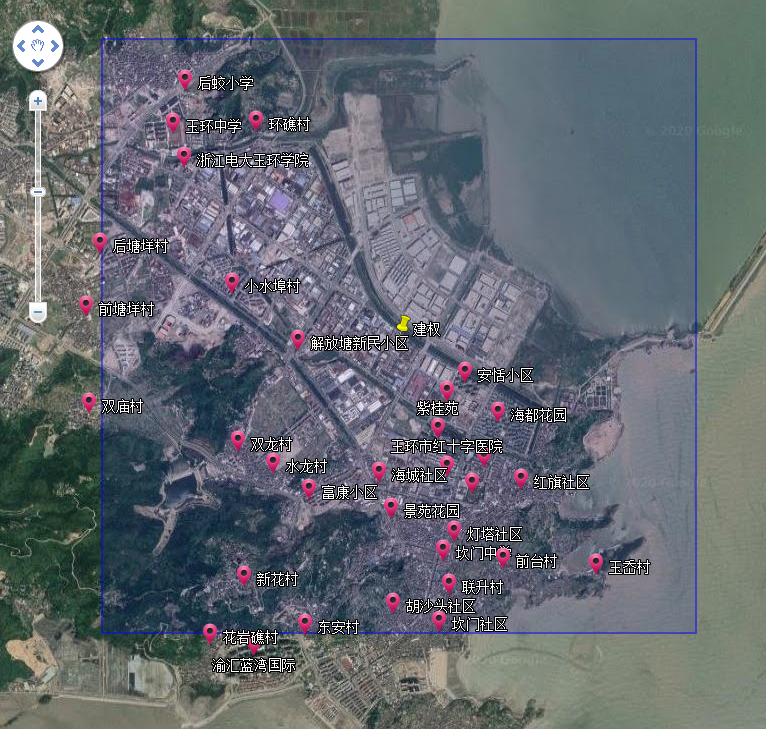 后蛟小学
玉环中学
环礁村
© 2020 Google
浙江电大玉环学院
后塘垟村
小水埠村
前塘垟村
建权
解放塘新民小区
安恬小区
双庙村
紫桂苑
海都花园
双龙村
玉环市红十字医院
水龙村
海城社区
红旗社区
富康小区
景苑花园
灯塔社区
坎门中学
前台村
王岙村
新花村
联升村
胡沙头社区
坎门社区
东安村
花岩礁村
渝汇蓝湾国际